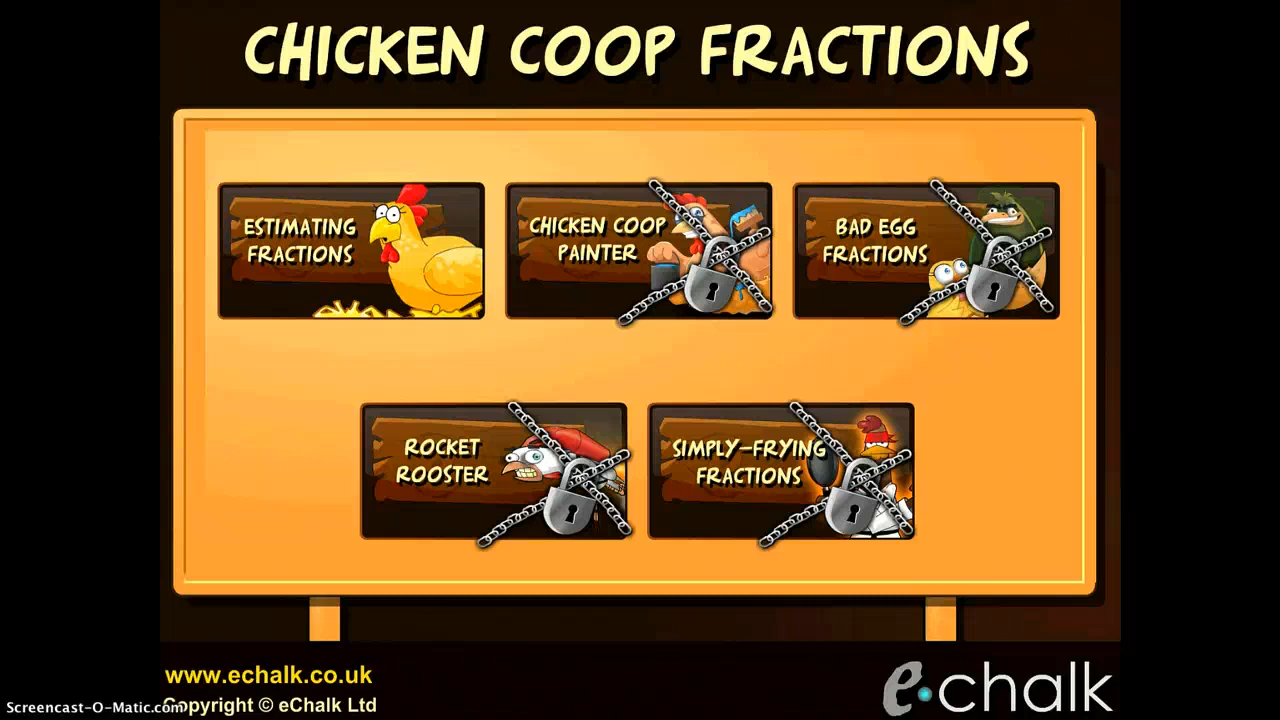 CHICKEN COOP FRACTIONS
ESTIMATING
FRACTIONS
CHICKEN COOP
PAINTER
BAD EGG
FRACTIONS
ROCKET
ROOSTER
SIMPLY-FRYING
FRACTIONS
www.echalk.co.uk
Copyright © eChalk Ltd
Screencast-O-Matic.com
e·chalk